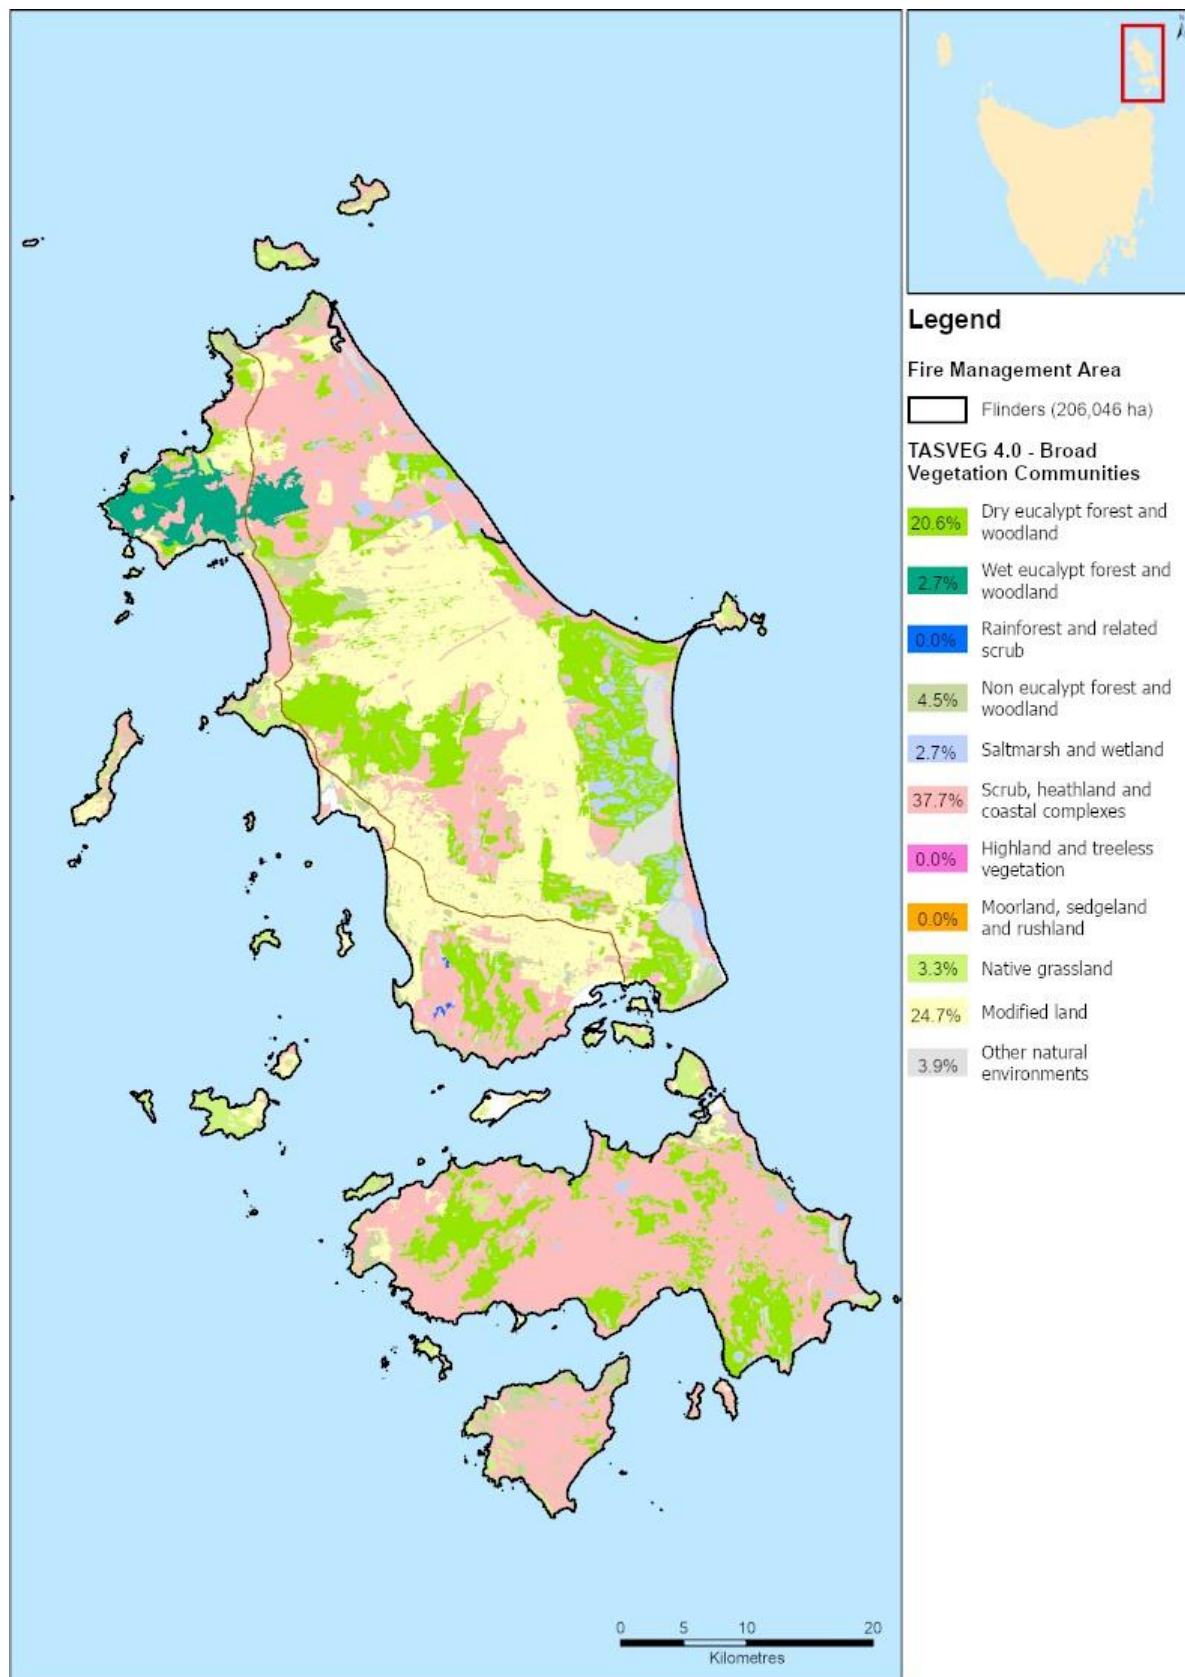 Legend
Fire Management Area
Flinders (206,046 ha)
TASVEG 4.0 - Broad
Vegetation Communities
20.6%
Dry eucalypt forest and
woodland
2.7%
Wet eucalypt forest and
woodland
0.0%
Rainforest and related
scrub
4.5%
Non eucalypt forest and
woodland
2.7%
Saltmarsh and wetland
37.7%
Scrub, heathland and
coastal complexes
0.0%
Highland and treeless
vegetation
0.0%
Moorland, sedgeland
and rushland
3.3%
Native grassland
24.7%
Modified land
3.9%
Other natural
environments
0 5 10 20
Kilometres